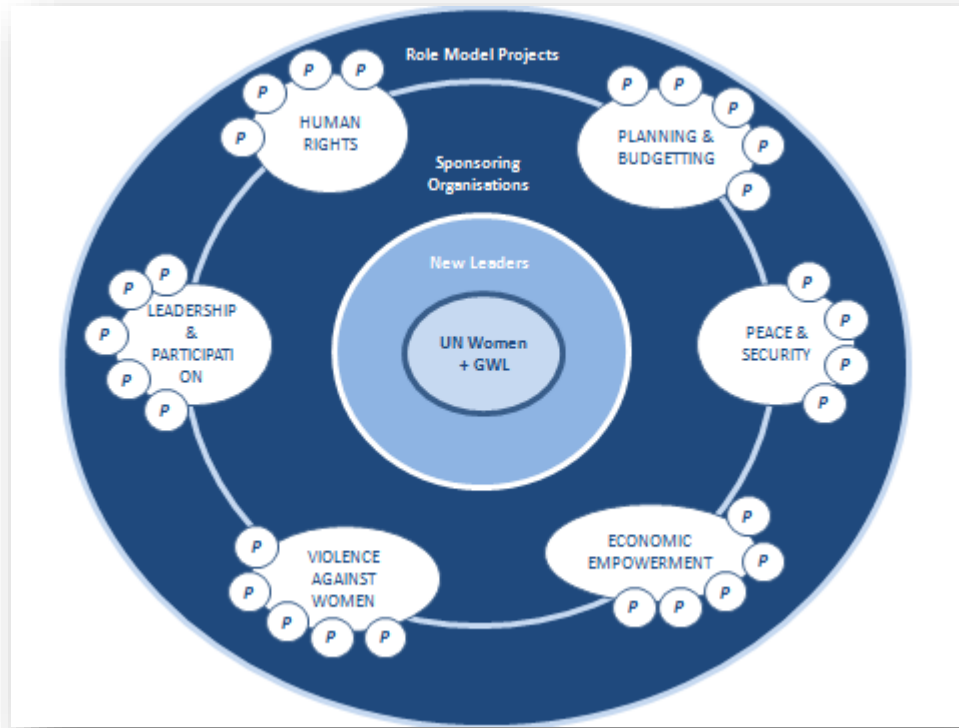 Role Model Projects
P
P
P
P
HUMAN
RIGHTS
P
P
P
P
P
PLANNING &
BUDGETTING
Sponsoring
Organisations
New Leaders
UN Women
+ GWL
P
P
P
P
P
LEADERSHIP
&
PARTICIPATI
ON
P
P
P
P
PEACE &
SECURITY
P
P
P
P
P
VIOLENCE
AGAINST
WOMEN
P
P
P
P
P
ECONOMIC
EMPOWERMENT